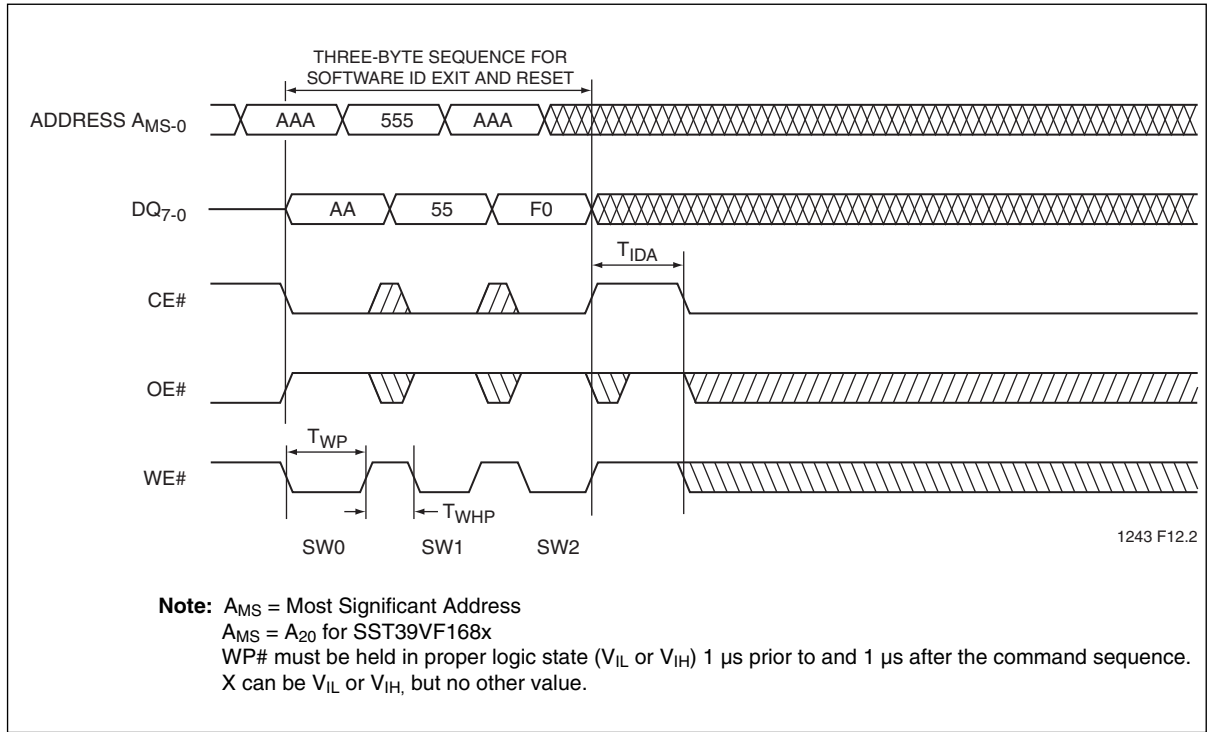 THREE-BYTE SEQUENCE FOR
SOFTWARE ID EXIT AND RESET
ADDRESS AMS-0
AAA
555
AAA
DQ7-0
AA
55
F0
TIDA
CE#
OE#
TWP
WE#
TWHP
SW0
SW1
SW2
1243 F12.2
Note: AMS = Most Significant Address
AMS = A20 for SST39VF168x
WP# must be held in proper logic state (VIL or VIH) 1 µs prior to and 1 µs after the command sequence.
X can be VIL or VIH, but no other value.